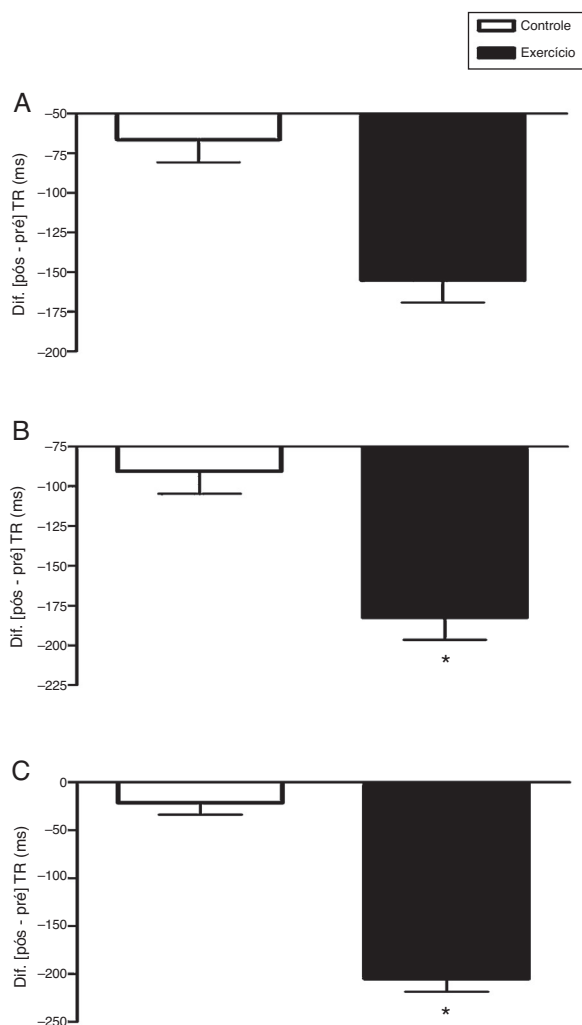 Controle
Exercício
A
Dif. [pós - pré] TR (ms)
–50
–75
–100
–125
–150
–175
–200
B
Dif. [pós - pré] TR (ms)
–75
–100
–125
–150
–175
–200
–225
*
C
Dif. [pós - pré] TR (ms)
0
–50
–100
–150
–200
–250
*